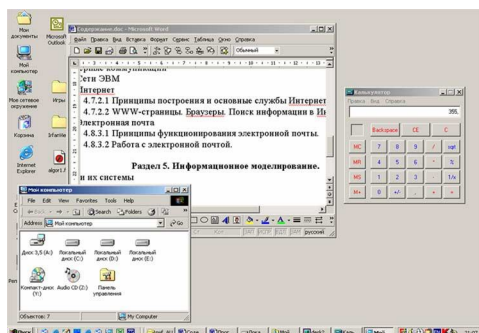 Мои документы
Microsoft Outlook
Мой компьютер
Мое сетевое окружение
Игры
Корзина
Irfanview
Internet Explorer
algor1.f
Содержание.doc - Microsoft Word
Файл Правка Вид Вставка Формат Сервис Таблица Окно Справка
Обычный
ети ЭВМ
Интернет
4.7.2.1 Принципы построения и основные службы Интернет
4.7.2.2 WWW-страницы. Браузеры. Поиск информации в Ин
лектронная почта
4.8.3.1 Принципы функционирования электронной почты.
4.8.3.2 Работа с электронной почтой.
Раздел 5. Информационное моделирование.
и их системы
русский
Калькулятор
Правка Вид Справка
355,
Backspace CE C
MC 7 8 9 / sqrt
MR 4 5 6 * %
MS 1 2 3 - 1/x
M+ 0 +/- , + =
Мой компьютер
File Edit View Favorites Tools Help
Back Search Folders
Address Мой компьютер Go
Диск 3,5 (A:)
Локальный диск (C:)
Локальный диск (D:)
Локальный диск (E:)
Компакт-диск (Y:)
Audio CD (Z:)
Панель управления
Объектов: 7
My Computer